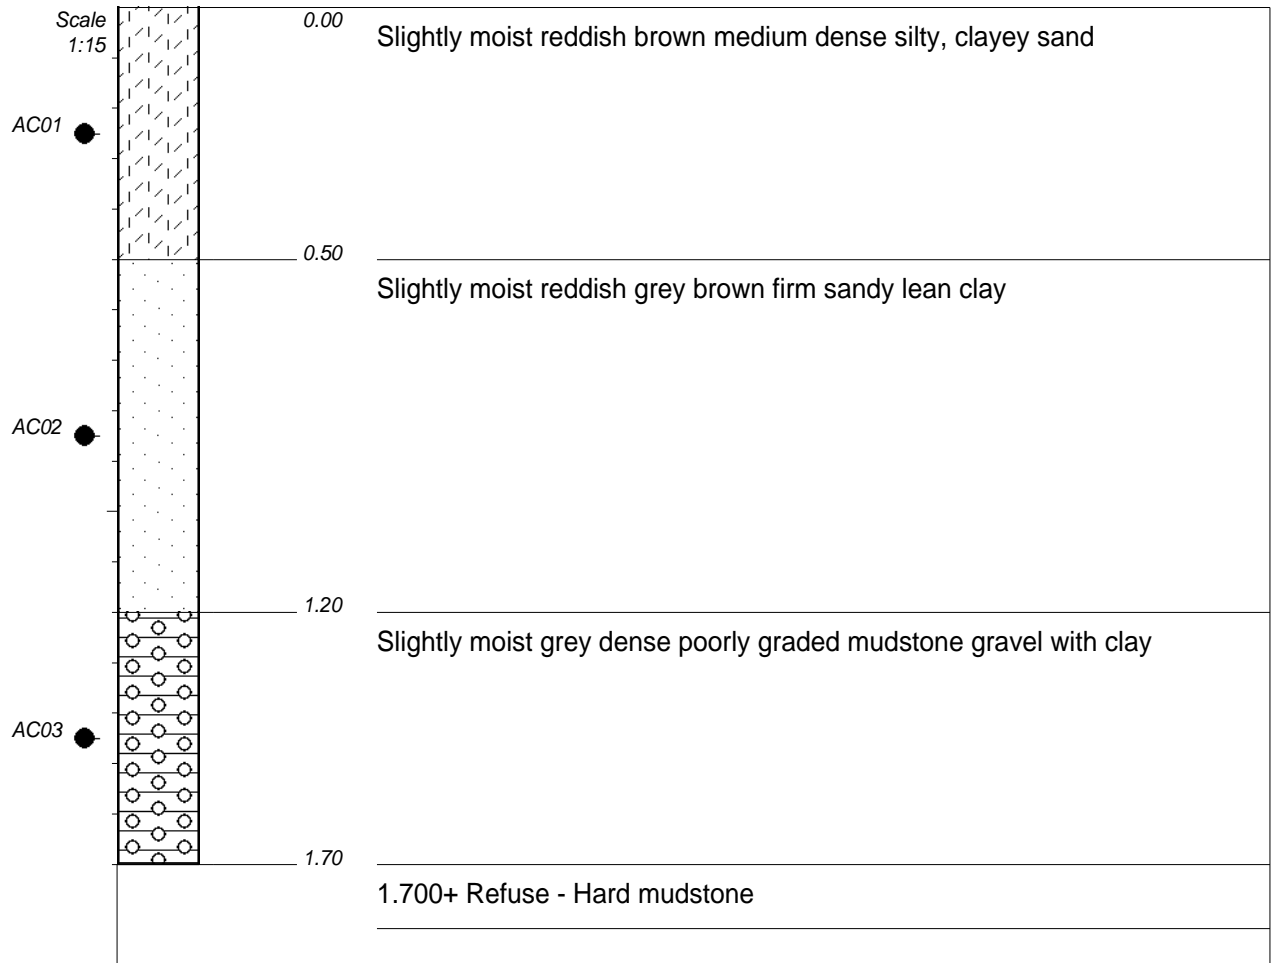 Scale
1:15
0.00
Slightly moist reddish brown medium dense silty, clayey sand
AC01
0.50
Slightly moist reddish grey brown firm sandy lean clay
AC02
1.20
Slightly moist grey dense poorly graded mudstone gravel with clay
AC03
1.70
1.700+ Refuse - Hard mudstone